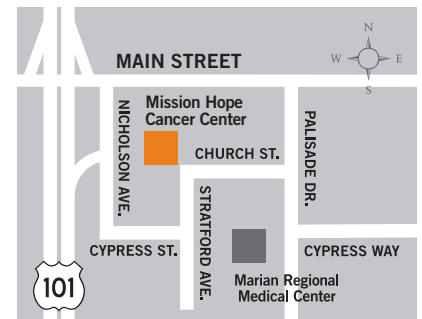 N
W E
S
MAIN STREET
Mission Hope
Cancer Center
NICHOLSON AVE.
CHURCH ST.
PALISADE DR.
STRATFORD AVE.
CYPRESS ST.
CYPRESS WAY
101
Marian Regional
Medical Center